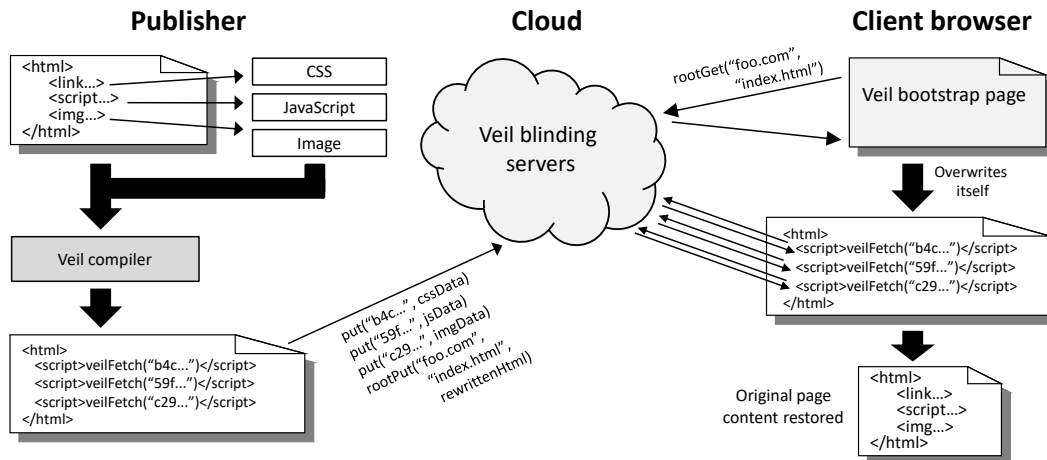 Publisher
Cloud
Client browser
<html>
<link...>
<script...>
<img...>
</html>
CSS
JavaScript
Image
Veil compiler
<html>
<script>veilFetch(“b4c...”)</script>
<script>veilFetch(“59f...”)</script>
<script>veilFetch(“c29...”)</script>
</html>
put(“b4c...”, cssData)
put(“59f...”, jsData)
put(“c29...”, imgData)
rootPut(“foo.com”,
“index.html”,
rewrittenHtml)
Veil blinding
servers
rootGet(“foo.com”,
“index.html”)
Veil bootstrap page
Overwrites
itself
<html>
<script>veilFetch(“b4c...”)</script>
<script>veilFetch(“59f...”)</script>
<script>veilFetch(“c29...”)</script>
</html>
Original page
content restored
<html>
<link...>
<script...>
<img...>
</html>